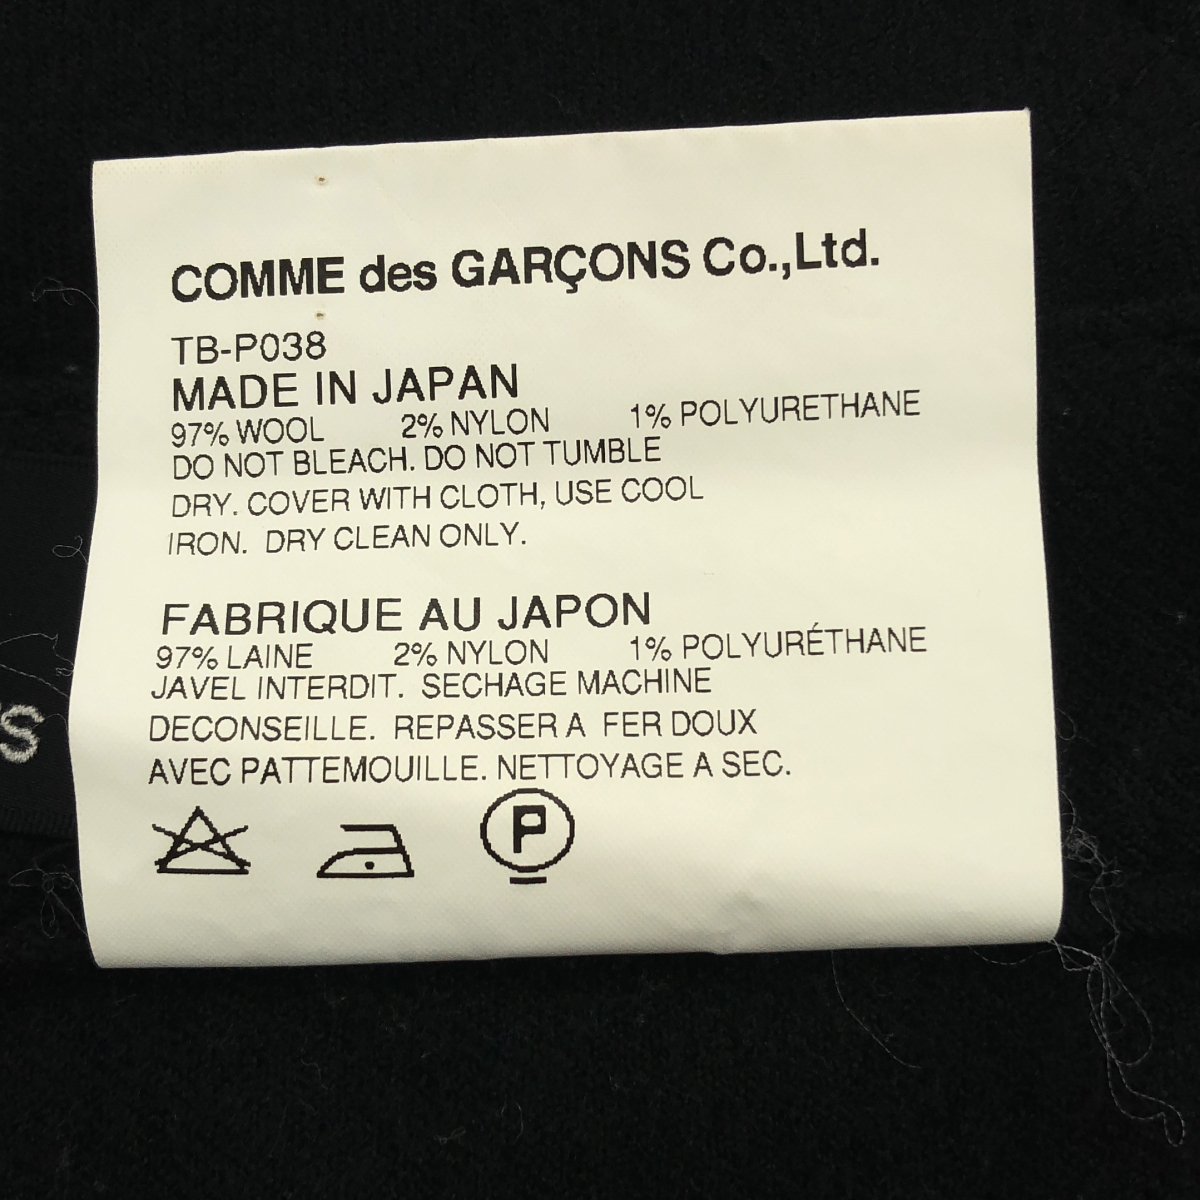 COMME des GARÇONS Co.,Ltd.
TB-P038
MADE IN JAPAN
97% WOOL 2% NYLON 1% POLYURETHANE
DO NOT BLEACH. DO NOT TUMBLE
DRY. COVER WITH CLOTH, USE COOL
IRON. DRY CLEAN ONLY.
FABRIQUE AU JAPON
97% LAINE 2% NYLON 1% POLYURÉTHANE
JAVEL INTERDIT. SECHAGE MACHINE
DECONSEILLE. REPASSER A FER DOUX
AVEC PATTEMOUILLE. NETTOYAGE A SEC.
P